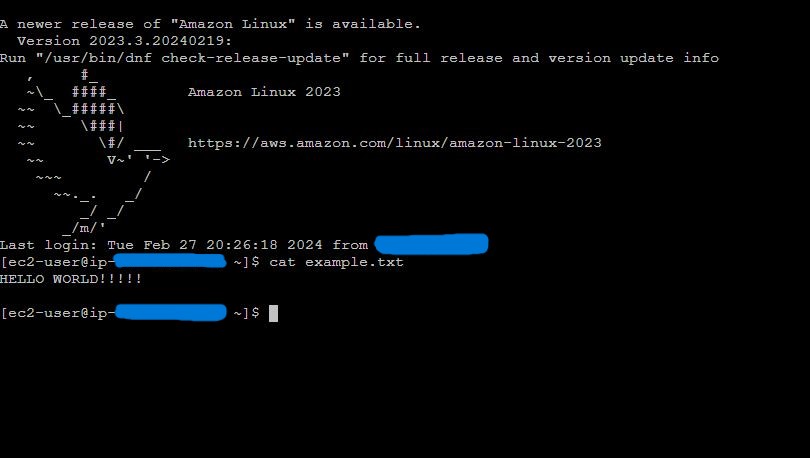 A newer release of "Amazon Linux" is available.
  Version 2023.3.20240219:
Run "/usr/bin/dnf check-release-update" for full release and version update info
   ,     #_
   ~\_  ####_        Amazon Linux 2023
  ~~  \_#####\
  ~~     \###|
  ~~       \#/ ___   https://aws.amazon.com/linux/amazon-linux-2023
   ~~       V~' '->
    ~~~         /
      ~~._.   _/
         _/ _/
       _/m/'
Last login: Tue Feb 27 20:26:18 2024 from
[ec2-user@ip- ~]$ cat example.txt
HELLO WORLD!!!!!
[ec2-user@ip- ~]$